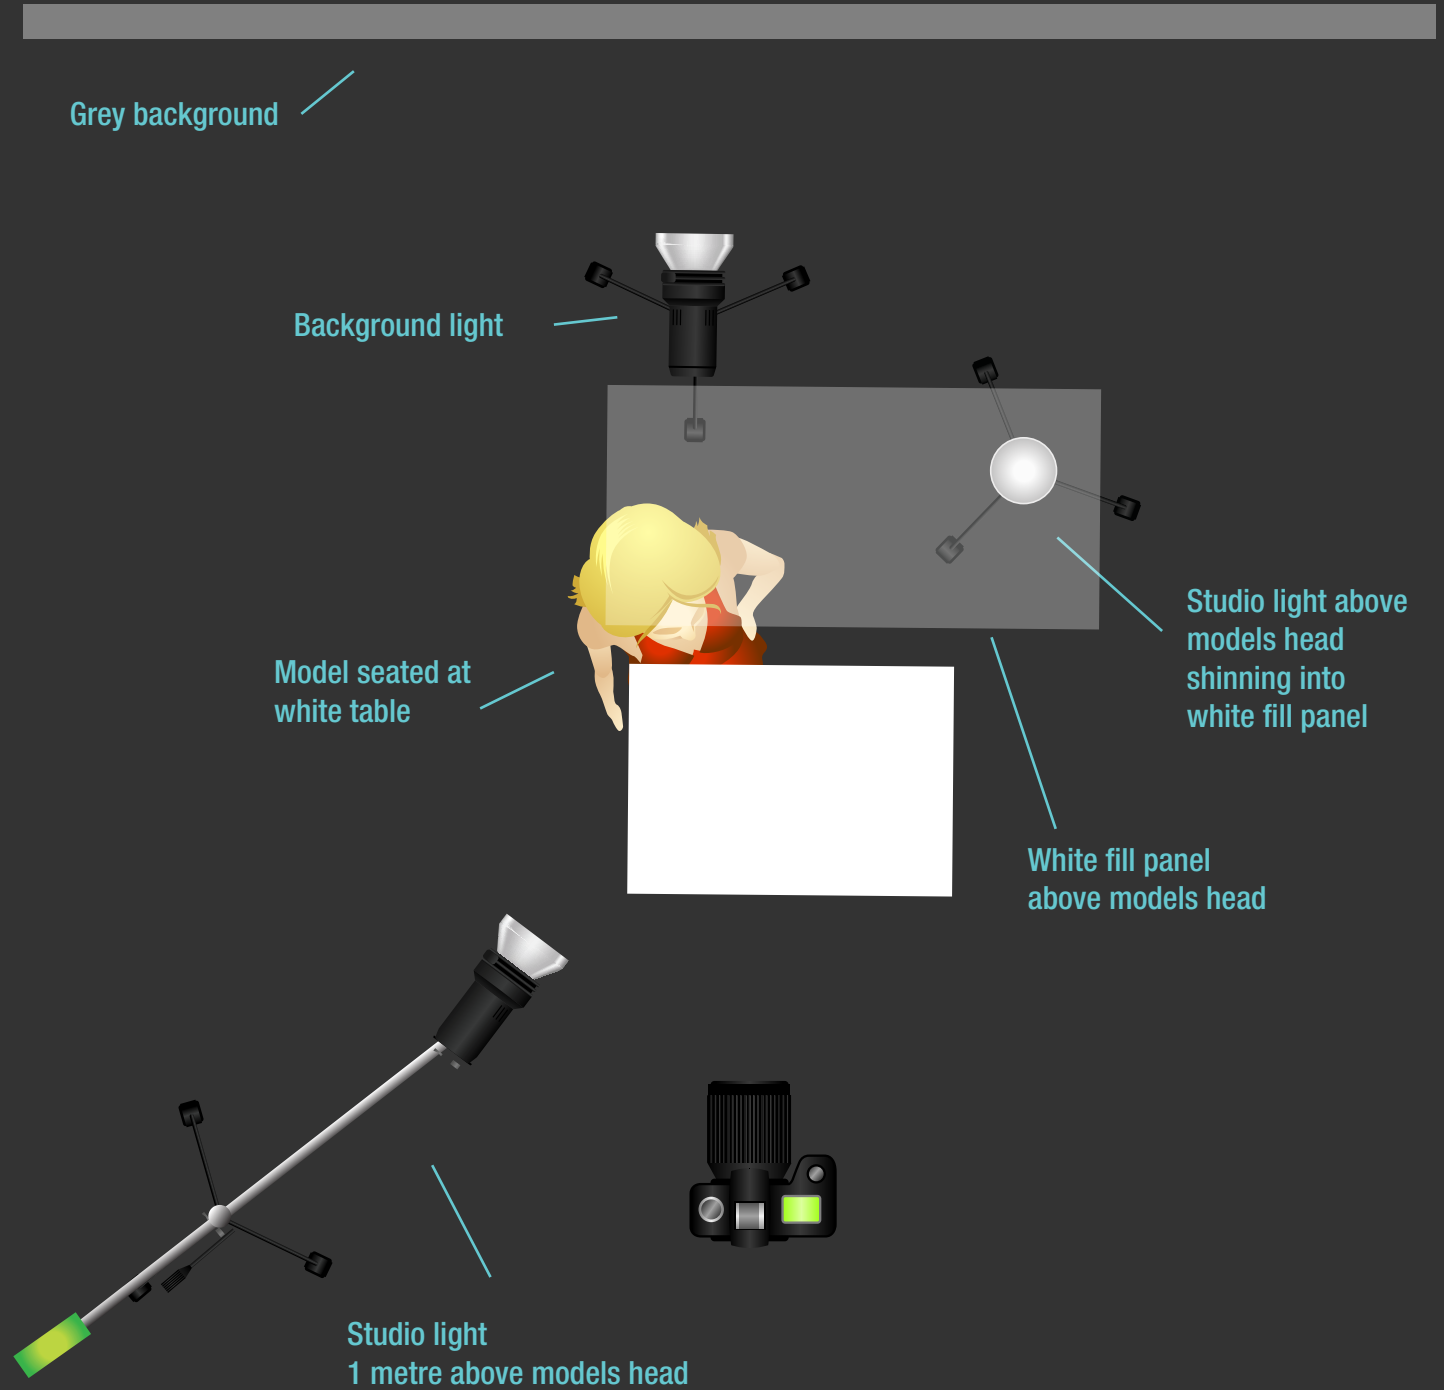 Grey background
Background light
Studio light above
models head
shinning into
white fill panel
Model seated at
white table
White fill panel
above models head
Studio light
1 metre above models head